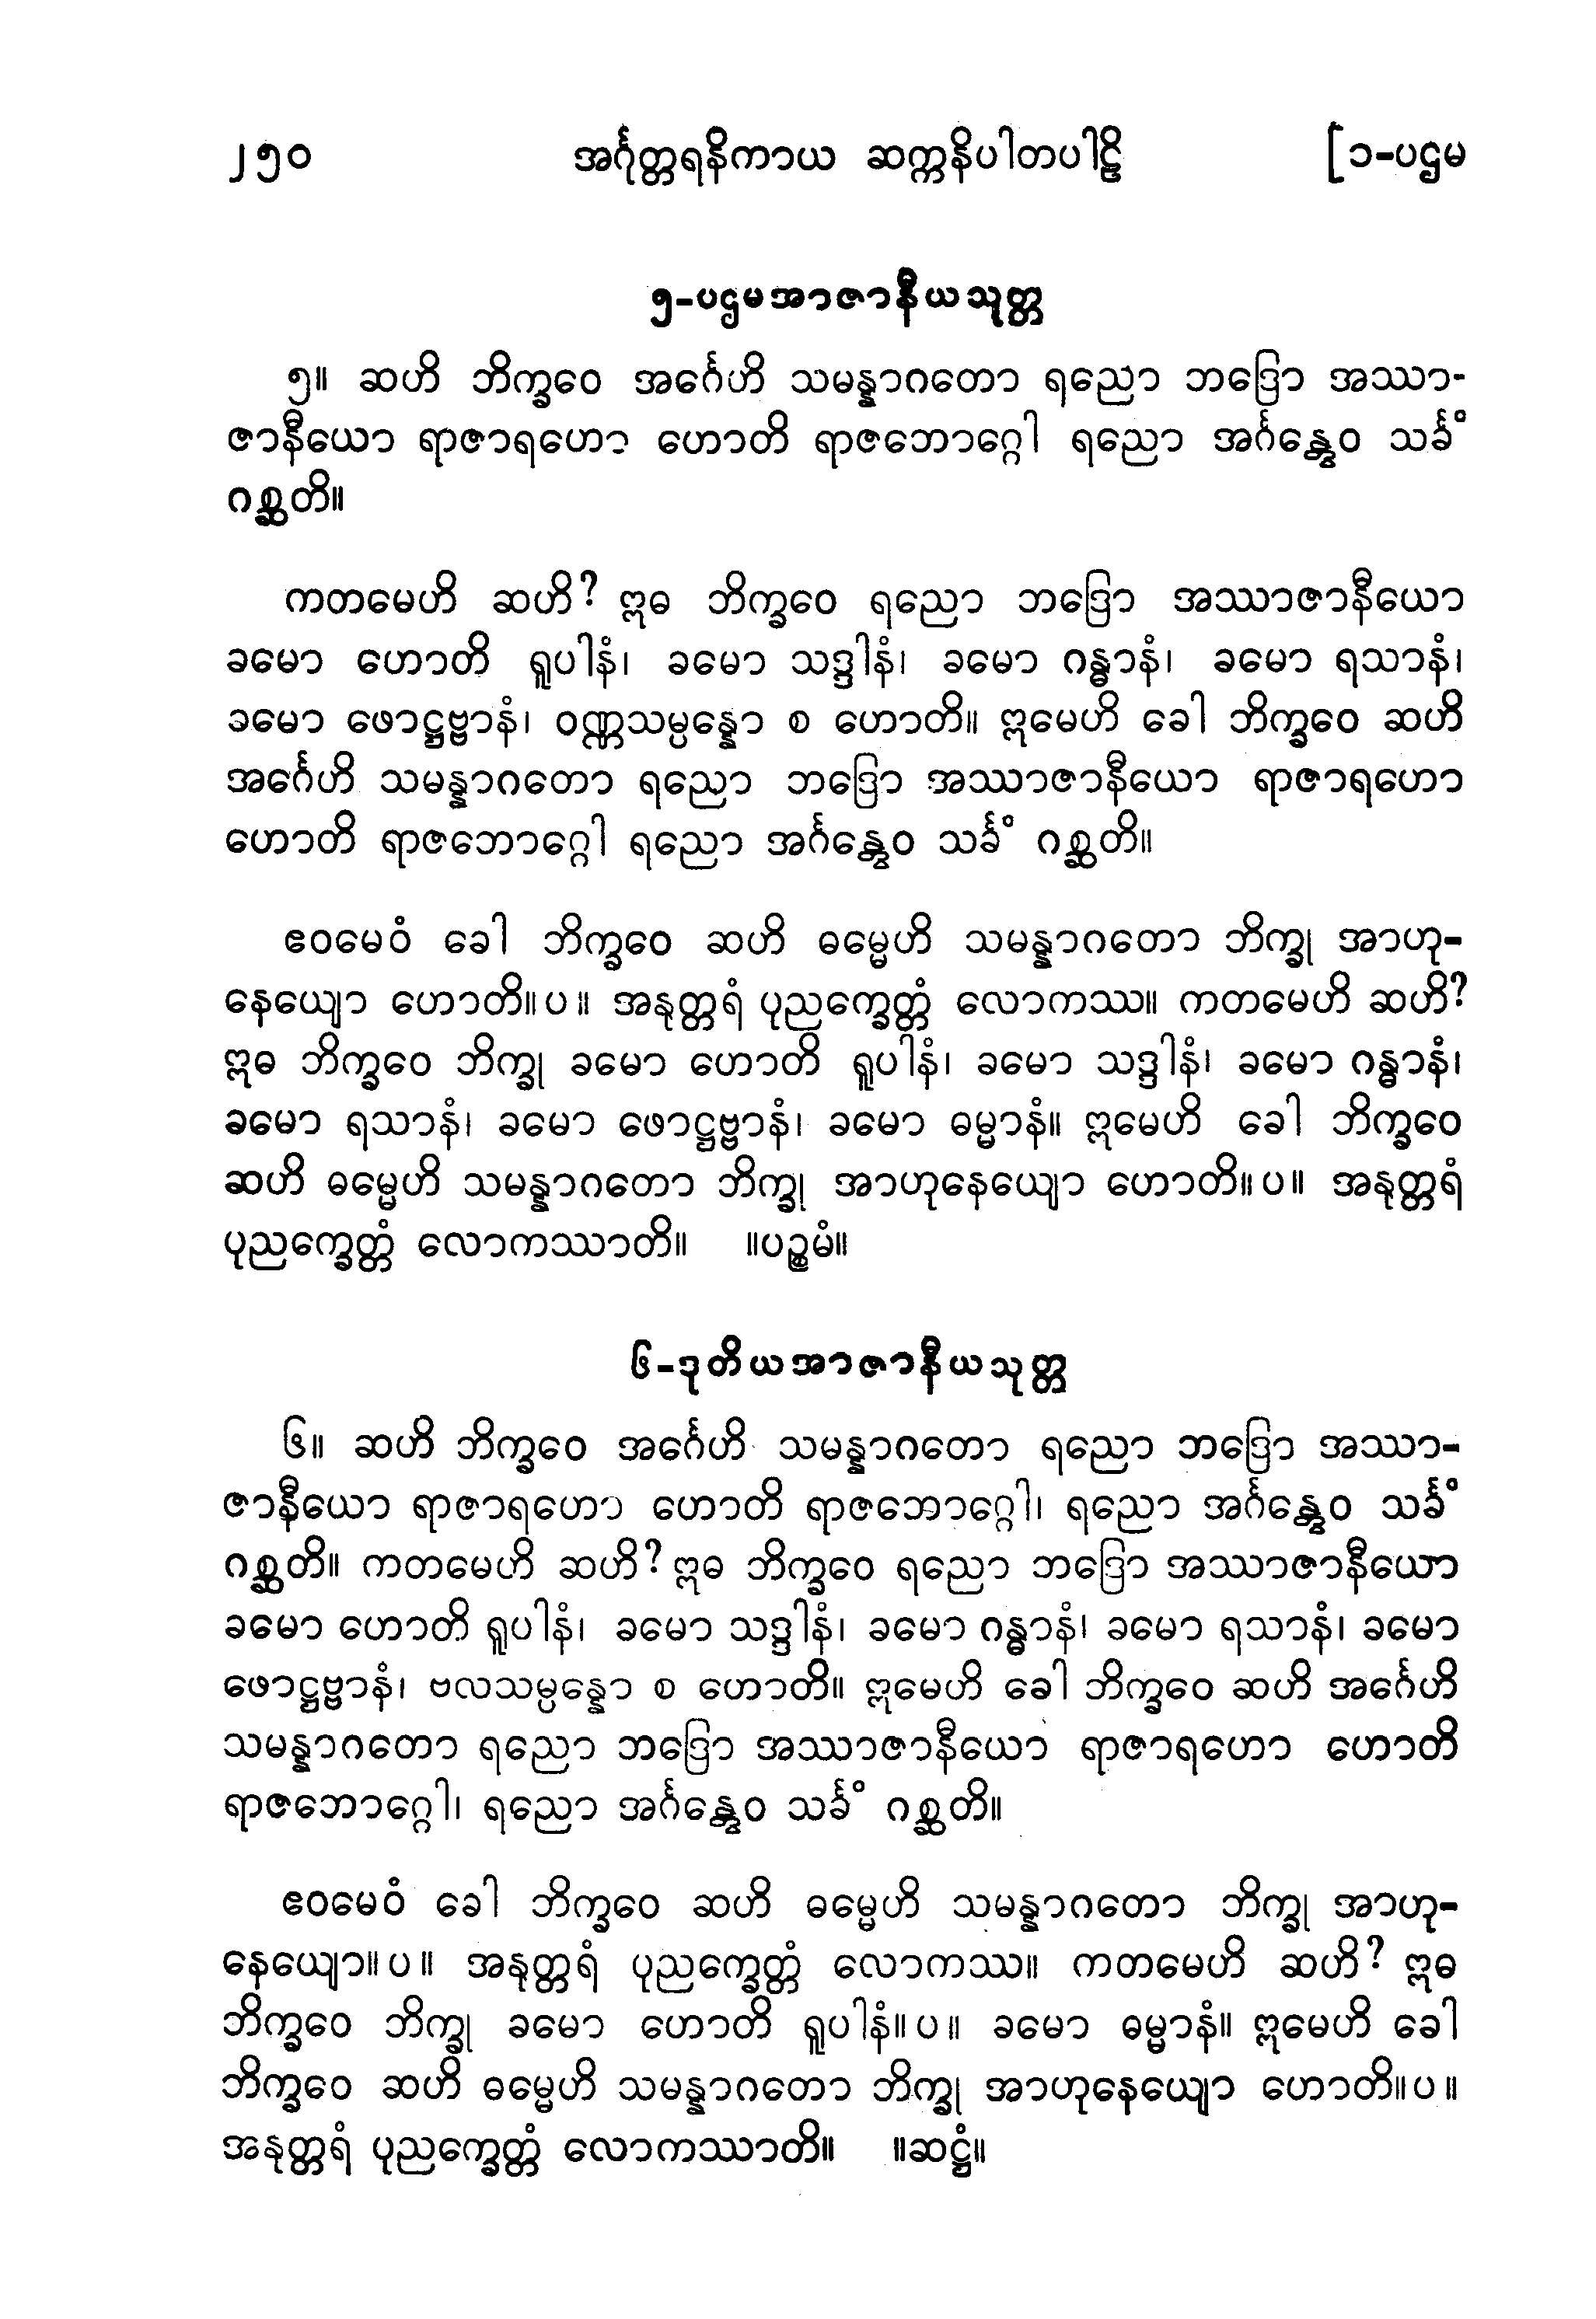 ၂၅၀ အင်္ဂုတ္တရနိကာယ ဆက္ကနိပါတပါဠိ [၁-ပဌမ
၅-ပဌမအာဇာနီယသုတ္တ
၅။ ဆဟိ ဘိက္ခဝေ အင်္ဂေဟိ သမန္နာဂတော ရညော ဘဒြော အဿာ-
ဇာနီယော ရာဇာရဟော ဟောတိ ရာဇဘောဂ္ဂေါ ရညော အင်္ဂန္တွေဝ သင်္ခံ
ဂစ္ဆတိ။
ကတမေဟိ ဆဟိ? ဣဓ ဘိက္ခဝေ ရညော ဘဒြော အဿာဇာနီယော
ခမော ဟောတိ ရူပါနံ၊ ခမော သဒ္ဒါနံ၊ ခမော ဂန္ဓာနံ၊ ခမော ရသာနံ၊
ခမော ဖောဋ္ဌဗ္ဗာနံ၊ ဝဏ္ဏသမ္ပန္နော စ ဟောတိ။ ဣမေဟိ ခေါ ဘိက္ခဝေ ဆဟိ
အင်္ဂေဟိ သမန္နာဂတော ရညော ဘဒြော အဿာဇာနီယော ရာဇာရဟော
ဟောတိ ရာဇဘောဂ္ဂေါ ရညော အင်္ဂန္တွေဝ သင်္ခံ ဂစ္ဆတိ။
ဧဝမေဝံ ခေါ ဘိက္ခဝေ ဆဟိ ဓမ္မေဟိ သမန္နာဂတော ဘိက္ခု အာဟု-
နေယျော ဟောတိ။ပ။ အနုတ္တရံ ပုညက္ခေတ္တံ လောကဿ။ ကတမေဟိ ဆဟိ?
ဣဓ ဘိက္ခဝေ ဘိက္ခု ခမော ဟောတိ ရူပါနံ၊ ခမော သဒ္ဒါနံ၊ ခမော ဂန္ဓာနံ၊
ခမော ရသာနံ၊ ခမော ဖောဋ္ဌဗ္ဗာနံ၊ ခမော ဓမ္မာနံ။ ဣမေဟိ ခေါ ဘိက္ခဝေ
ဆဟိ ဓမ္မေဟိ သမန္နာဂတော ဘိက္ခု အာဟုနေယျော ဟောတိ။ပ။ အနုတ္တရံ
ပုညက္ခေတ္တံ လောကဿာတိ။ ။ပဉ္စမံ။
၆-ဒုတိယအာဇာနီယသုတ္တ
၆။ ဆဟိ ဘိက္ခဝေ အင်္ဂေဟိ သမန္နာဂတော ရညော ဘဒြော အဿာ-
ဇာနီယော ရာဇာရဟော ဟောတိ ရာဇဘောဂ္ဂေါ၊ ရညော အင်္ဂန္တွေဝ သင်္ခံ
ဂစ္ဆတိ။ ကတမေဟိ ဆဟိ? ဣဓ ဘိက္ခဝေ ရညော ဘဒြော အဿာဇာနီယော
ခမော ဟောတိ ရူပါနံ၊ ခမော သဒ္ဒါနံ၊ ခမော ဂန္ဓာနံ၊ ခမော ရသာနံ၊ ခမော
ဖောဋ္ဌဗ္ဗာနံ၊ ဗလသမ္ပန္နော စ ဟောတိ။ ဣမေဟိ ခေါ ဘိက္ခဝေ ဆဟိ အင်္ဂေဟိ
သမန္နာဂတော ရညော ဘဒြော အဿာဇာနီယော ရာဇာရဟော ဟောတိ
ရာဇဘောဂ္ဂေါ၊ ရညော အင်္ဂန္တွေဝ သင်္ခံ ဂစ္ဆတိ။
ဧဝမေဝံ ခေါ ဘိက္ခဝေ ဆဟိ ဓမ္မေဟိ သမန္နာဂတော ဘိက္ခု အာဟု-
နေယျော။ပ။ အနုတ္တရံ ပုညက္ခေတ္တံ လောကဿ။ ကတမေဟိ ဆဟိ? ဣဓ
ဘိက္ခဝေ ဘိက္ခု ခမော ဟောတိ ရူပါနံ။ပ။ ခမော ဓမ္မာနံ။ ဣမေဟိ ခေါ
ဘိက္ခဝေ ဆဟိ ဓမ္မေဟိ သမန္နာဂတော ဘိက္ခု အာဟုနေယျော ဟောတိ။ပ။
အနုတ္တရံ ပုညက္ခေတ္တံ လောကဿာတိ။ ။ဆဋ္ဌံ။